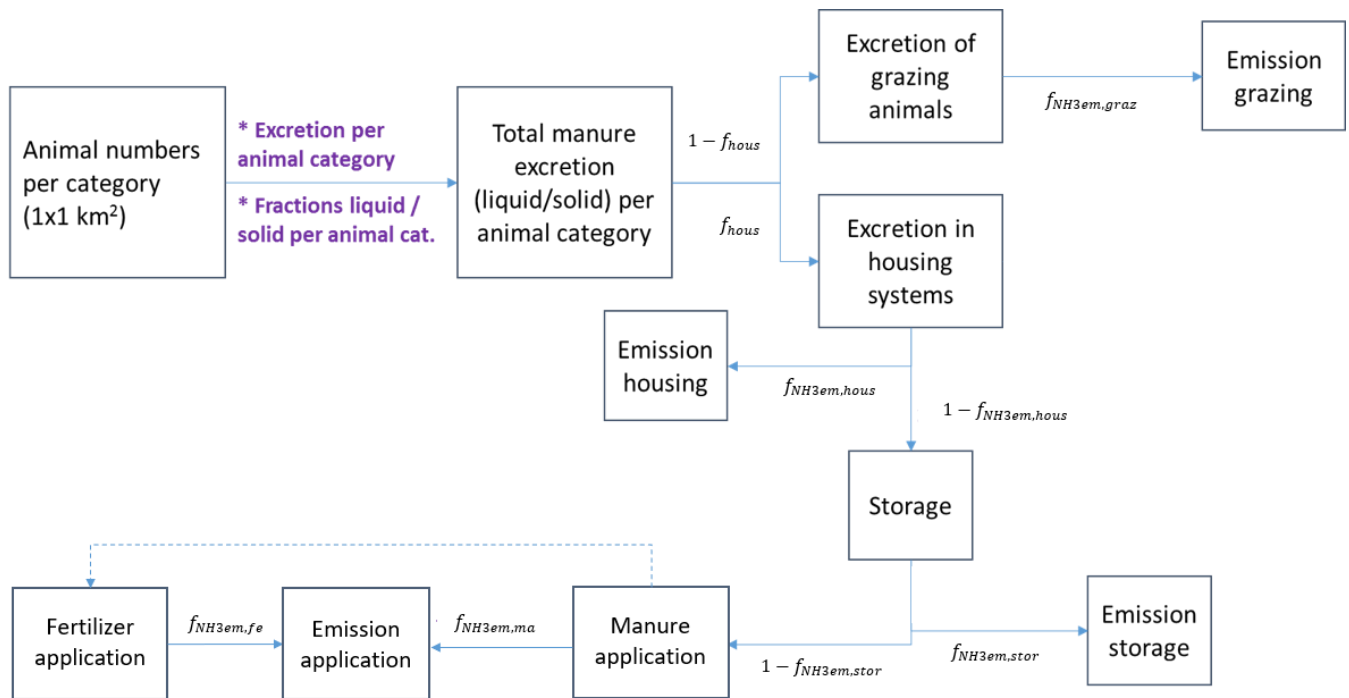 Animal numbers
per category
(1x1 km²)
* Excretion per
animal category
* Fractions liquid /
solid per animal cat.
Total manure
excretion
(liquid/solid) per
animal category
1 − f_hous
f_hous
Excretion of
grazing
animals
f_NH3em,graz
Emission
grazing
Excretion in
housing
systems
Emission
housing
f_NH3em,hous
1 − f_NH3em,hous
Storage
Fertilizer
application
f_NH3em,fe
Emission
application
f_NH3em,ma
Manure
application
1 − f_NH3em,stor
f_NH3em,stor
Emission
storage